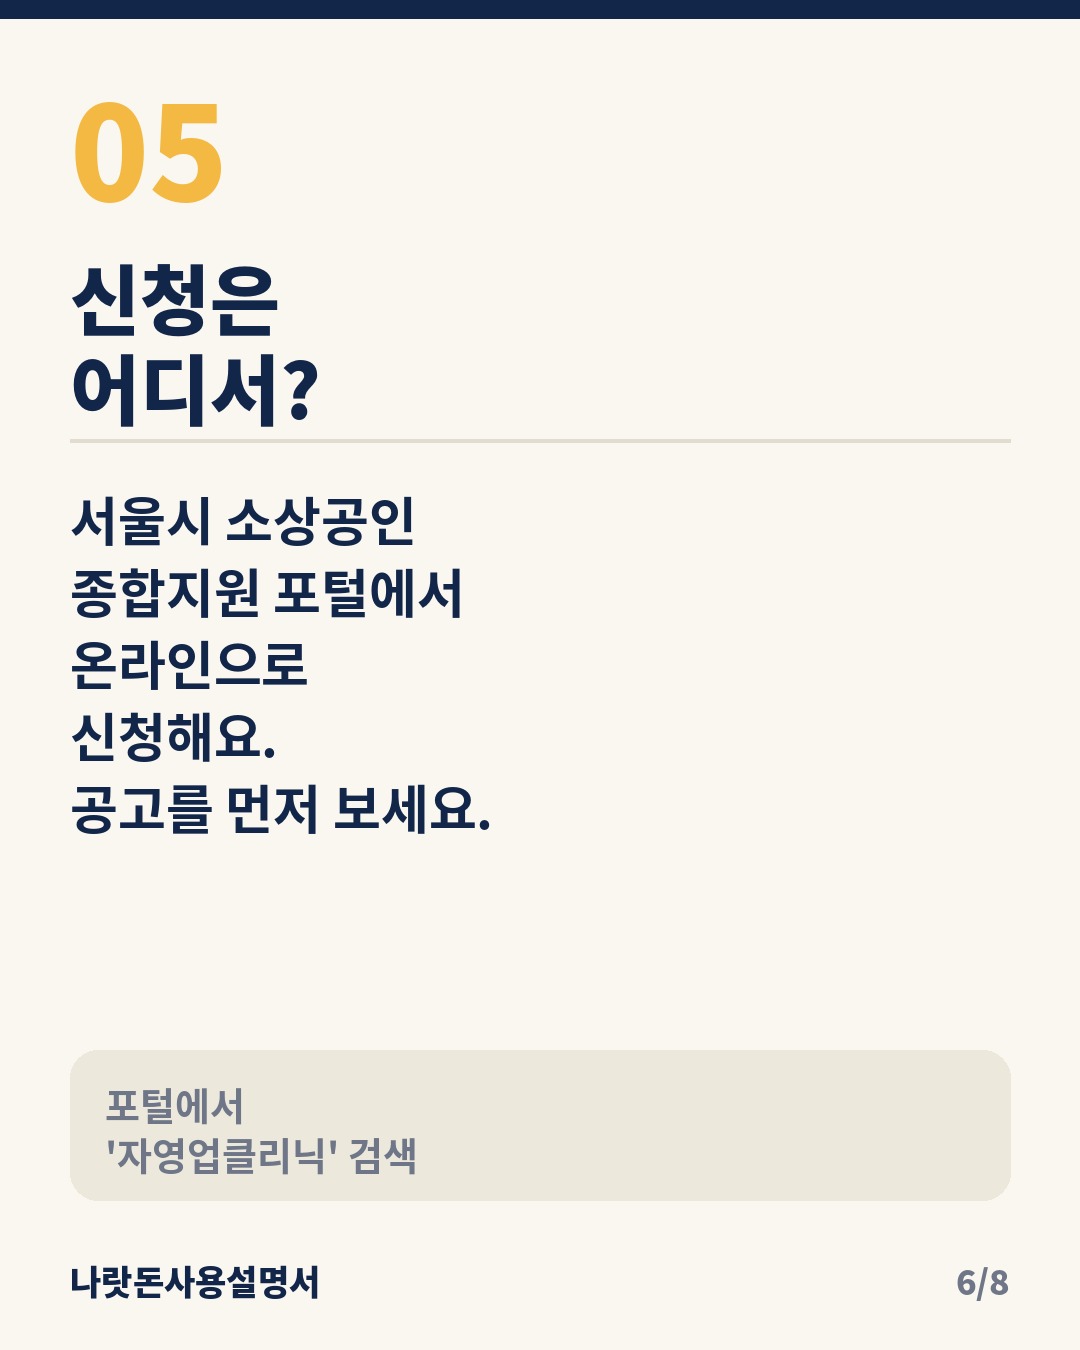 05
신청은
어디서?
서울시 소상공인
종합지원 포털에서
온라인으로
신청해요.
공고를 먼저 보세요.
포털에서
'자영업클리닉' 검색
나랏돈사용설명서
6/8